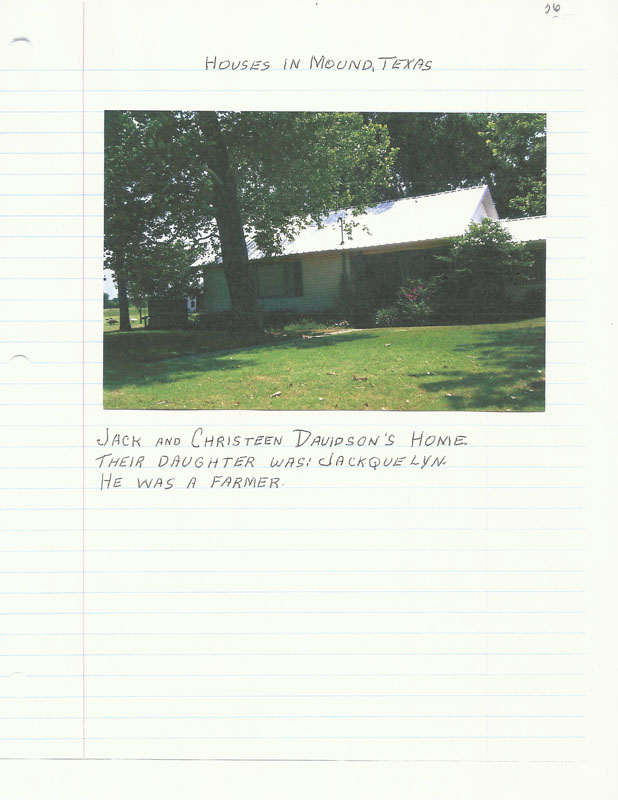 26
HOUSES IN MOUND, TEXAS
JACK AND CHRISTEEN DAVIDSON'S HOME.
THEIR DAUGHTER WAS: JACKQUELYN.
HE WAS A FARMER.